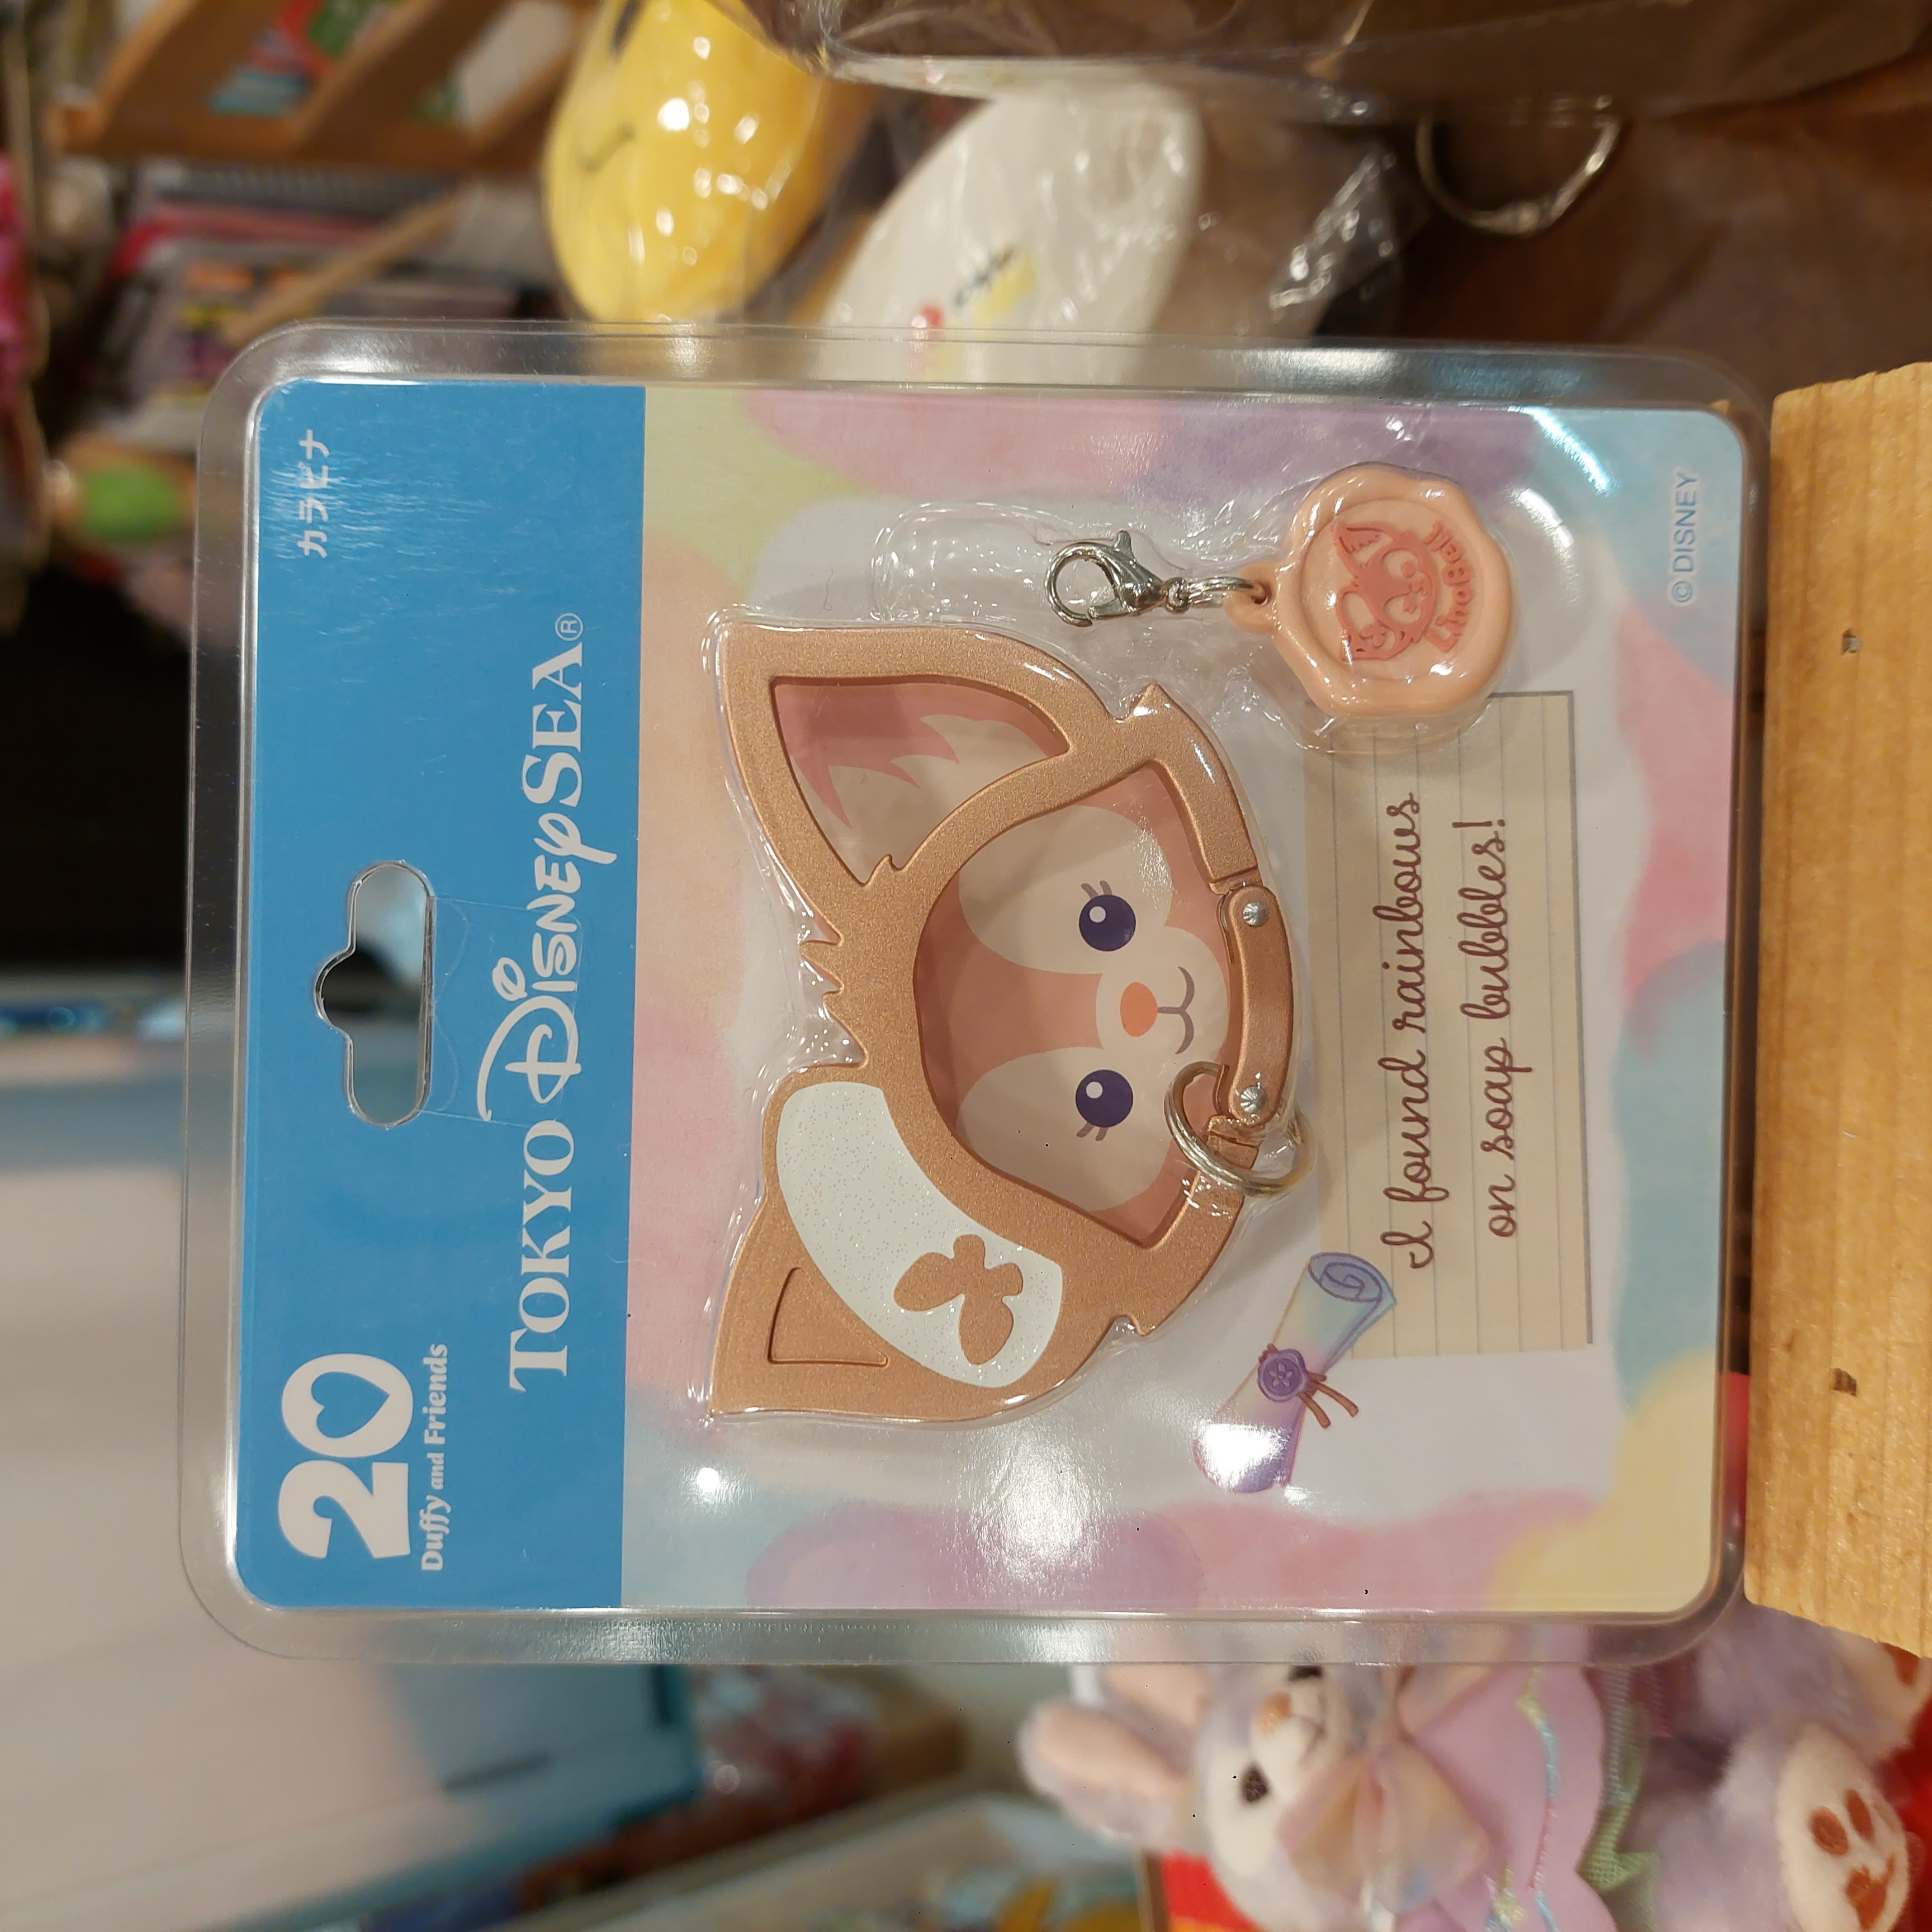 20
Duffy and Friends
カラビナ
TOKYO DISNEYSEA®
LinaBell
I found rainbows
on soap bubbles!
©DISNEY